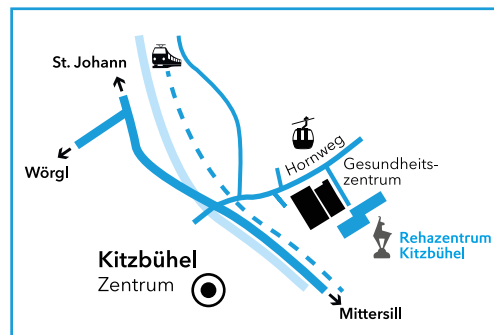 St. Johann
Wörgl
Hornweg
Gesundheits-
zentrum
Rehazentrum
Kitzbühel
Kitzbühel
Zentrum
Mittersill